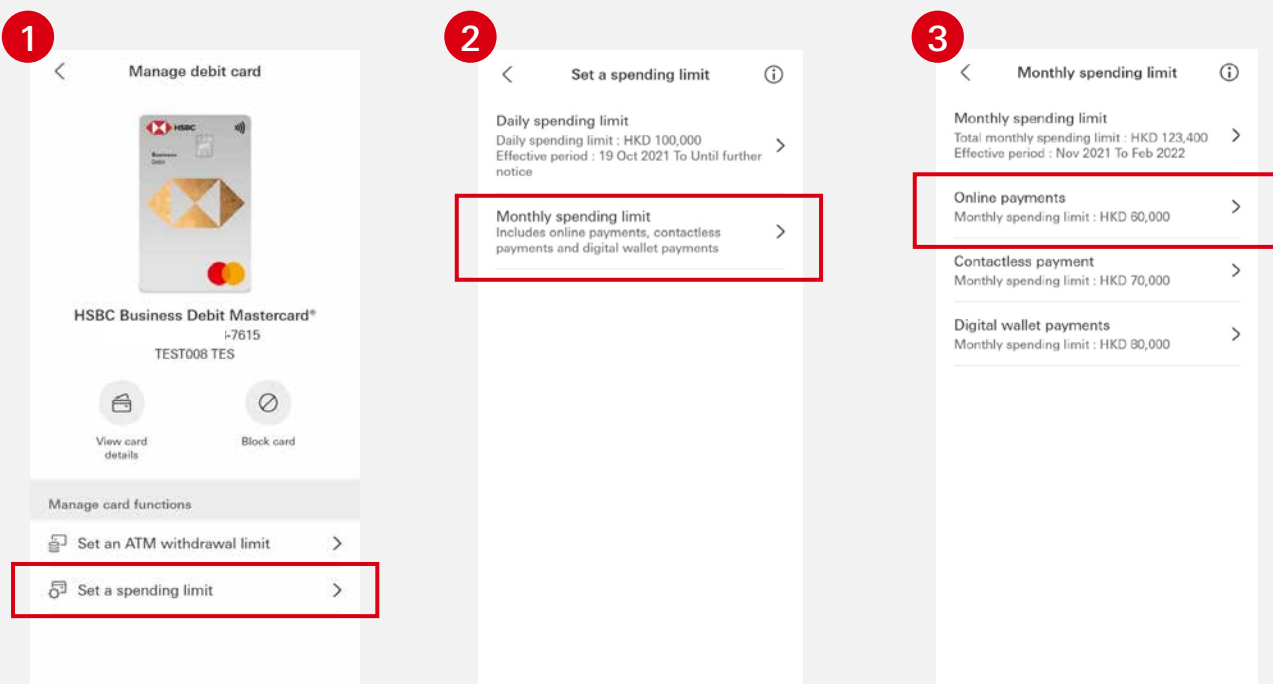 1
Manage debit card
HSBC
Business
Debit
HSBC Business Debit Mastercard®
-7615
TEST008 TES
View card
details
Block card
Manage card functions
Set an ATM withdrawal limit
Set a spending limit
2
Set a spending limit
Daily spending limit
Daily spending limit : HKD 100,000
Effective period : 19 Oct 2021 To Until further
notice
Monthly spending limit
Includes online payments, contactless
payments and digital wallet payments
3
Monthly spending limit
Monthly spending limit
Total monthly spending limit : HKD 123,400
Effective period : Nov 2021 To Feb 2022
Online payments
Monthly spending limit : HKD 60,000
Contactless payment
Monthly spending limit : HKD 70,000
Digital wallet payments
Monthly spending limit : HKD 80,000